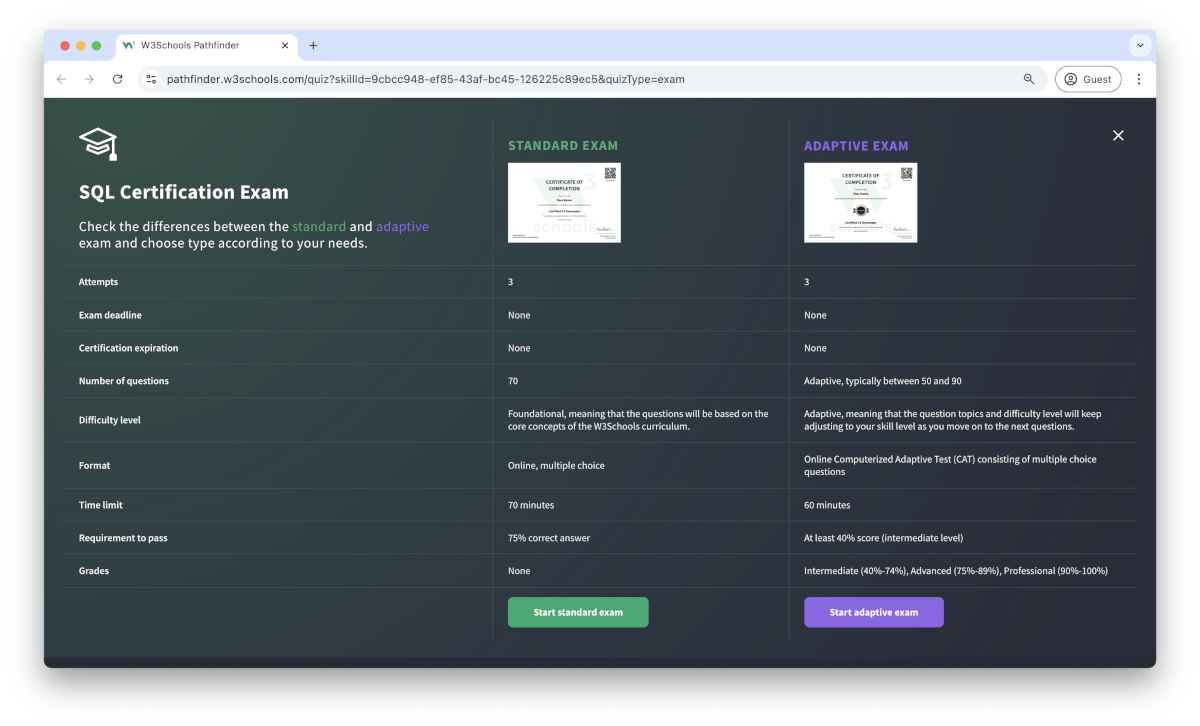 W3Schools Pathfinder
pathfinder.w3schools.com/quiz?skillId=9cbcc948-ef85-43af-bc45-126225c89ec5&quizType=exam
Guest
SQL Certification Exam
Check the differences between the standard and adaptive
exam and choose type according to your needs.
STANDARD EXAM
CERTIFICATE OF
COMPLETION
Your Name
Certified C# Developer
ADAPTIVE EXAM
CERTIFICATE OF
COMPLETION
Your Name
Certified C# Developer
Attempts
3
3
Exam deadline
None
None
Certification expiration
None
None
Number of questions
70
Adaptive, typically between 50 and 90
Difficulty level
Foundational, meaning that the questions will be based on the
core concepts of the W3Schools curriculum.
Adaptive, meaning that the question topics and difficulty level will keep
adjusting to your skill level as you move on to the next questions.
Format
Online, multiple choice
Online Computerized Adaptive Test (CAT) consisting of multiple choice
questions
Time limit
70 minutes
60 minutes
Requirement to pass
75% correct answer
At least 40% score (intermediate level)
Grades
None
Intermediate (40%-74%), Advanced (75%-89%), Professional (90%-100%)
Start standard exam
Start adaptive exam